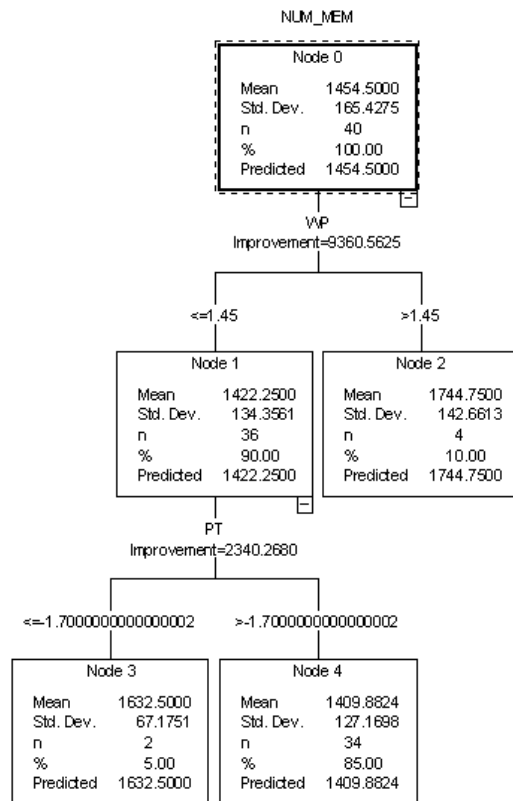 NUM_MEM
Node 0
Mean 1454.5000
Std. Dev. 165.4275
n 40
% 100.00
Predicted 1454.5000
VVP
Improvement=9360.5625
<=1.45
>1.45
Node 1
Mean 1422.2500
Std. Dev. 134.3561
n 36
% 90.00
Predicted 1422.2500
Node 2
Mean 1744.7500
Std. Dev. 142.6613
n 4
% 10.00
Predicted 1744.7500
PT
Improvement=2340.2680
<=-1.7000000000000002
>-1.7000000000000002
Node 3
Mean 1632.5000
Std. Dev. 67.1751
n 2
% 5.00
Predicted 1632.5000
Node 4
Mean 1409.8824
Std. Dev. 127.1698
n 34
% 85.00
Predicted 1409.8824